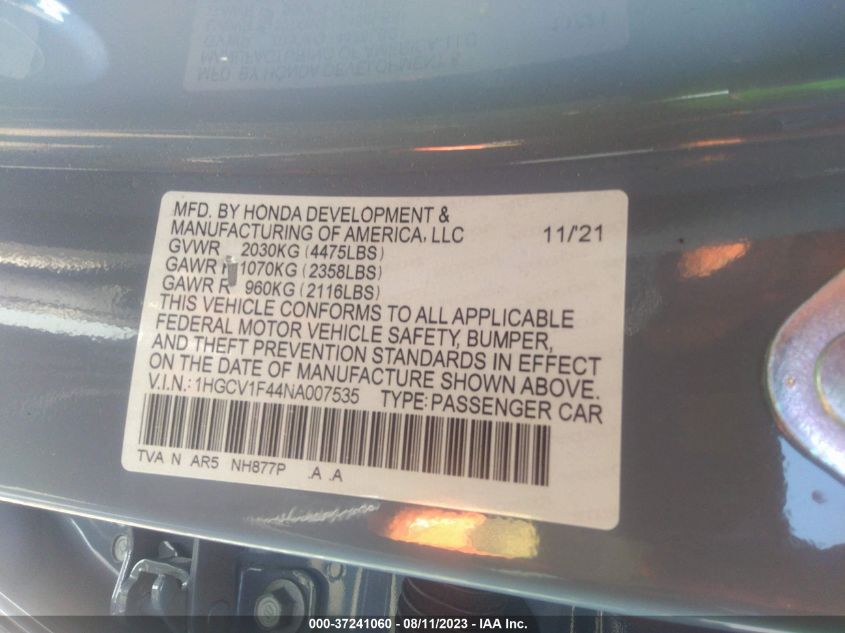 MFD. BY HONDA DEVELOPMENT &
MANUFACTURING OF AMERICA, LLC 11/'21
GVWR 2030KG (4475LBS)
GAWR 1070KG (2358LBS)
GAWR R 960KG (2116LBS)
THIS VEHICLE CONFORMS TO ALL APPLICABLE
FEDERAL MOTOR VEHICLE SAFETY, BUMPER,
AND THEFT PREVENTION STANDARDS IN EFFECT
ON THE DATE OF MANUFACTURE SHOWN ABOVE.
V.I.N.: 1HGCV1F44NA007535 TYPE: PASSENGER CAR
TVA N AR5 NH877P .A .A
000-37241060 - 08/11/2023 - IAA Inc.